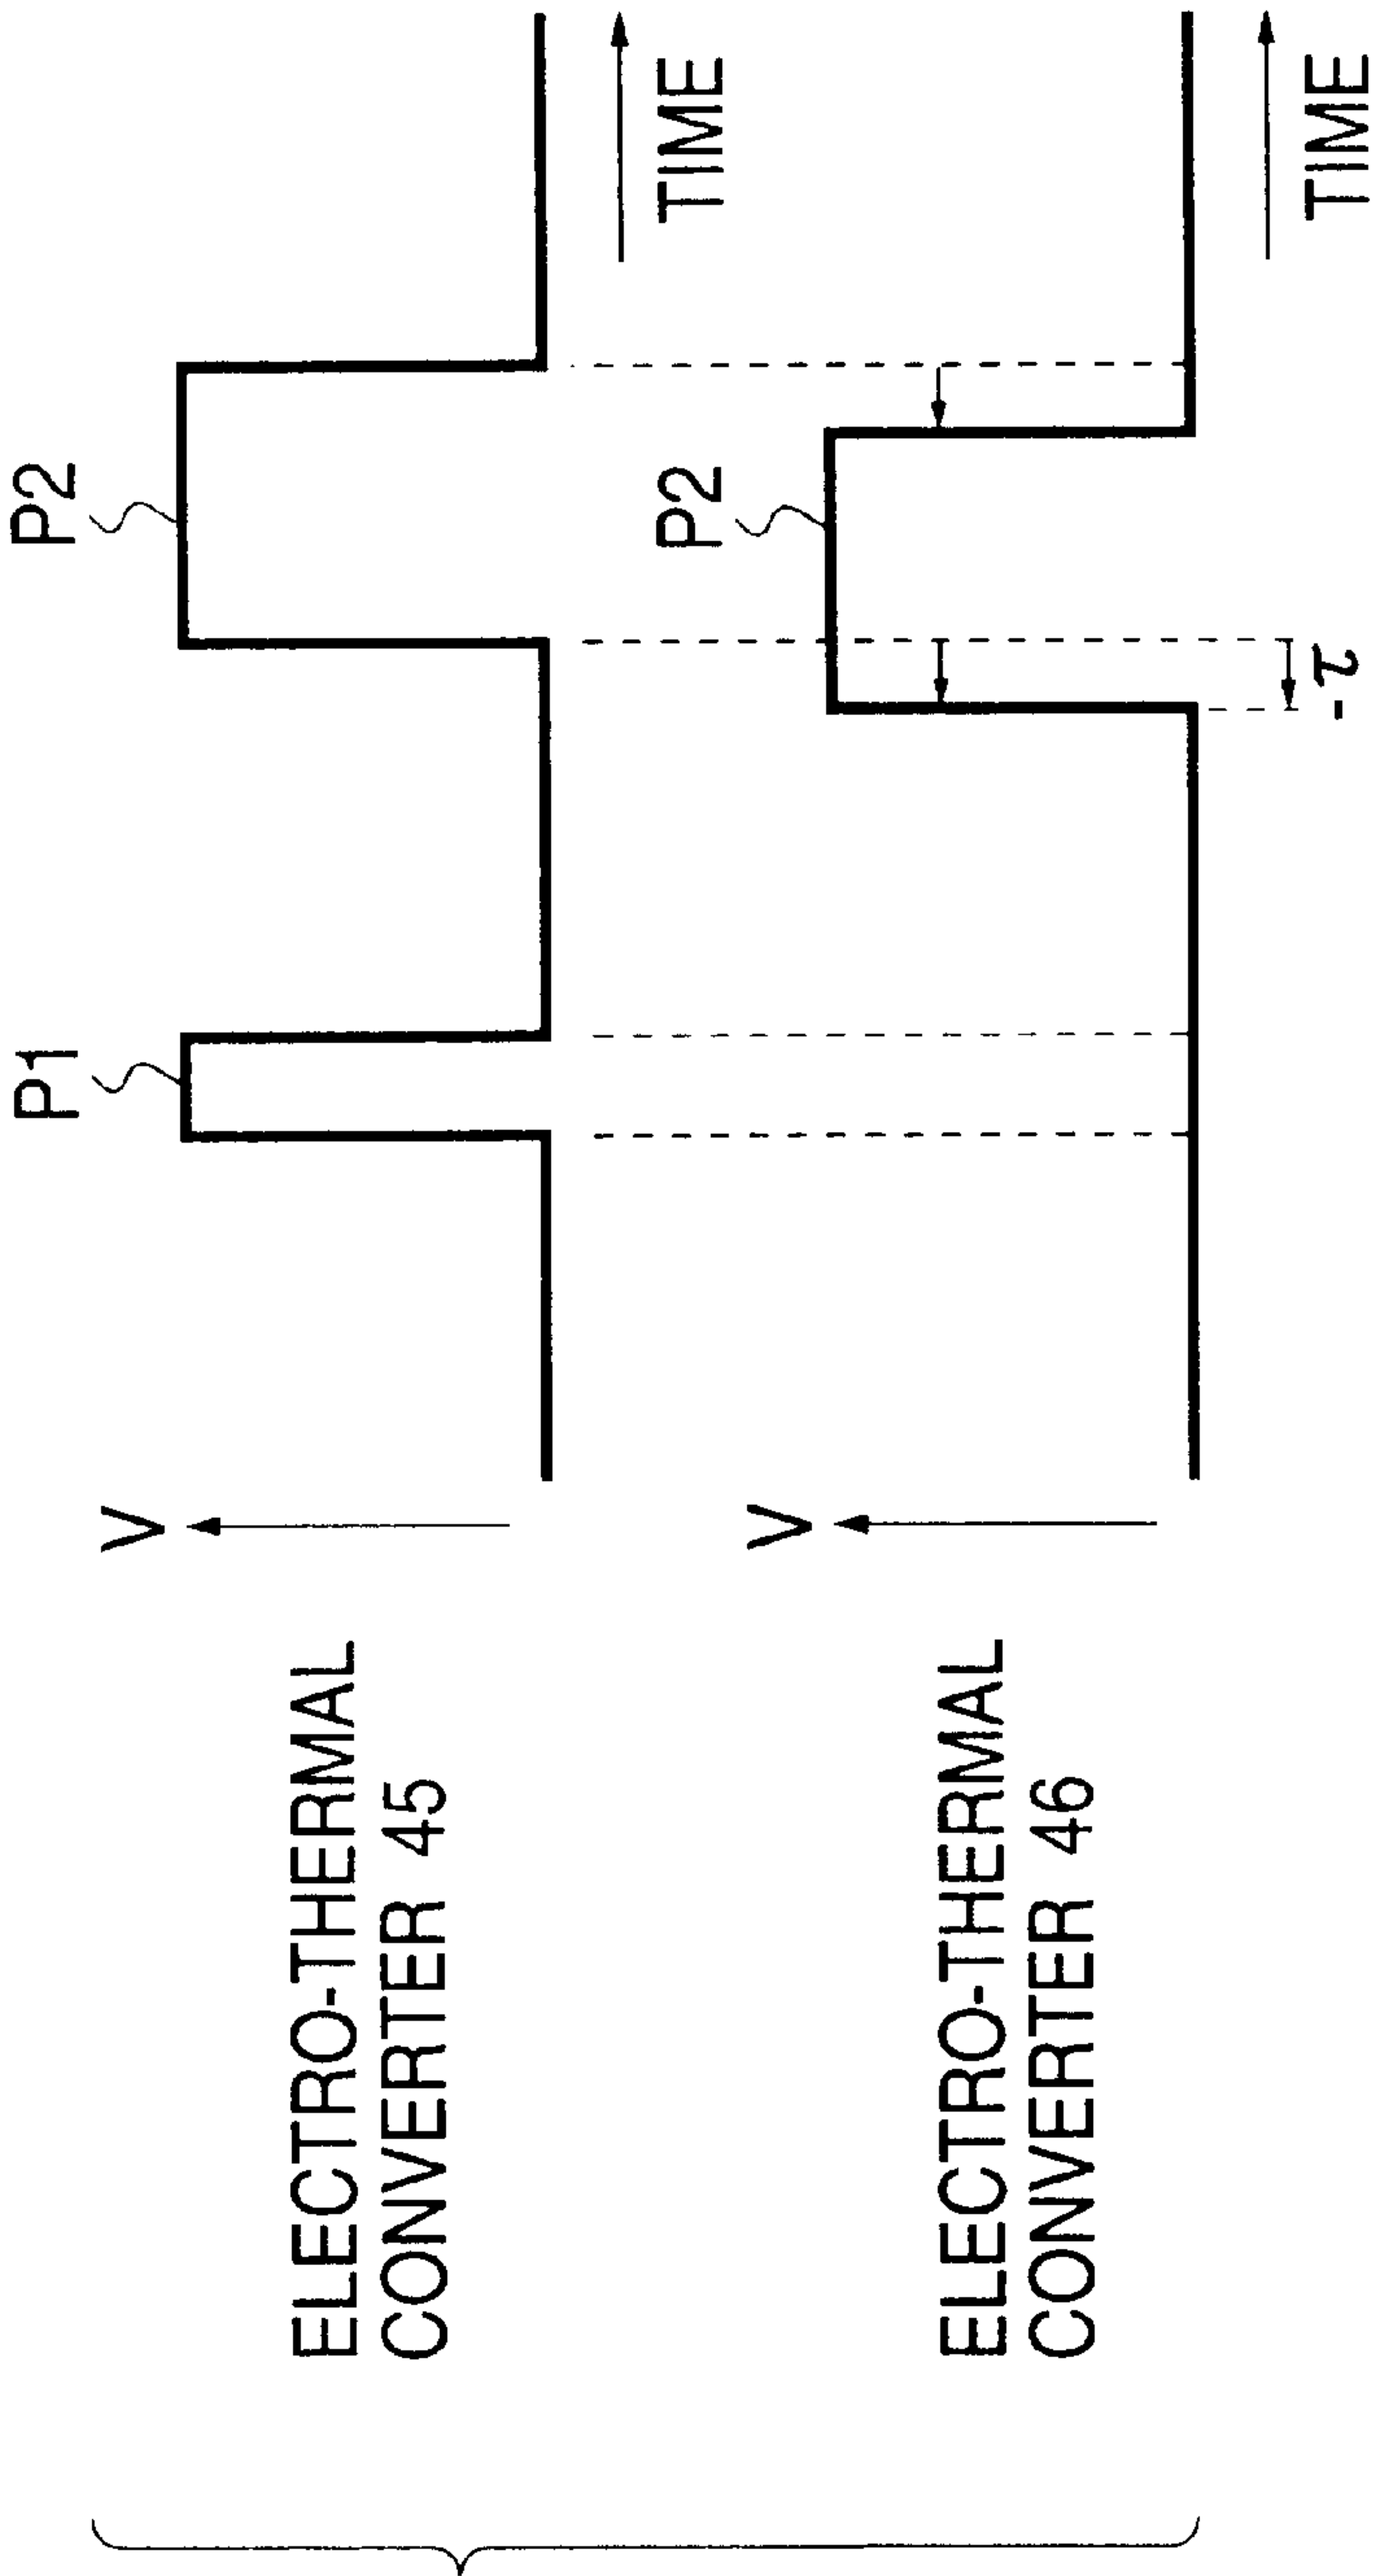 ELECTRO-THERMAL
CONVERTER 45
V
P1
P2
TIME
ELECTRO-THERMAL
CONVERTER 46
V
P2
-τ
TIME